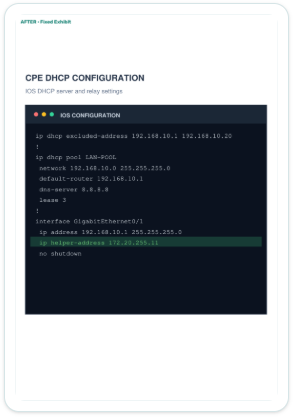 AFTER - Fixed Exhibit
CPE DHCP CONFIGURATION
IOS DHCP server and relay settings
IOS CONFIGURATION
ip dhcp excluded-address 192.168.10.1 192.168.10.20
!
ip dhcp pool LAN-POOL
network 192.168.10.0 255.255.255.0
default-router 192.168.10.1
dns-server 8.8.8.8
lease 3
!
interface GigabitEthernet0/1
ip address 192.168.10.1 255.255.255.0
ip helper-address 172.20.255.11
no shutdown